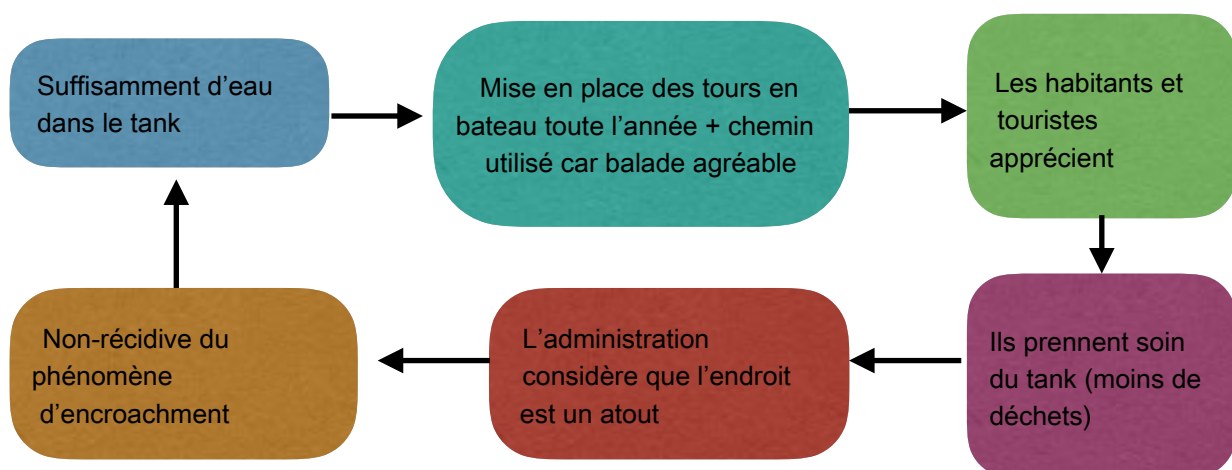 Suffisamment d’eau
dans le tank
Mise en place des tours en
bateau toute l’année + chemin
utilisé car balade agréable
Les habitants et
touristes
apprécient
Ils prennent soin
du tank (moins de
déchets)
L’administration
considère que l’endroit
est un atout
Non-récidive du
phénomène
d’encroachment